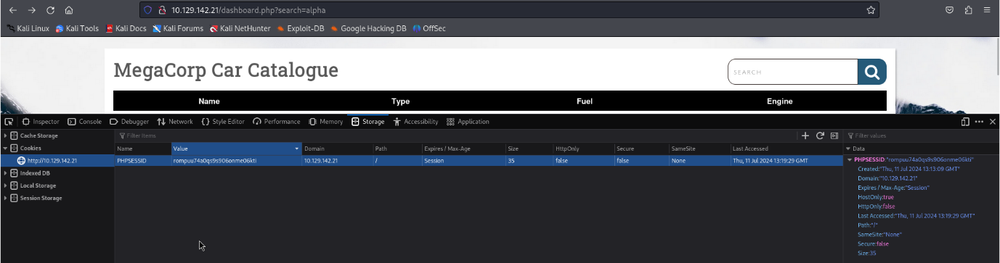 10.129.142.21/dashboard.php?search=alpha
Kali Linux Kali Tools Kali Docs Kali Forums Kali NetHunter Exploit-DB Google Hacking DB OffSec
MegaCorp Car Catalogue
SEARCH
Name Type Fuel Engine
Inspector Console Debugger Network Style Editor Performance Memory Storage Accessibility Application
Cache Storage
Cookies
http://10.129.142.21
Indexed DB
Local Storage
Session Storage
Filter Items
Name Value Domain Path Expires / Max-Age Size HttpOnly Secure SameSite Last Accessed
PHPSESSID rompuu74a0qs9s906onme06kti 10.129.142.21 / Session 35 false false None Thu, 11 Jul 2024 13:19:29 GMT
Filter values
Data
PHPSESSID:"rompuu74a0qs9s906onme06kti"
Created:"Thu, 11 Jul 2024 13:13:09 GMT"
Domain:"10.129.142.21"
Expires / Max-Age:"Session"
HostOnly:true
HttpOnly:false
Last Accessed:"Thu, 11 Jul 2024 13:19:29 GMT"
Path:"/"
SameSite:"None"
Secure:false
Size:35